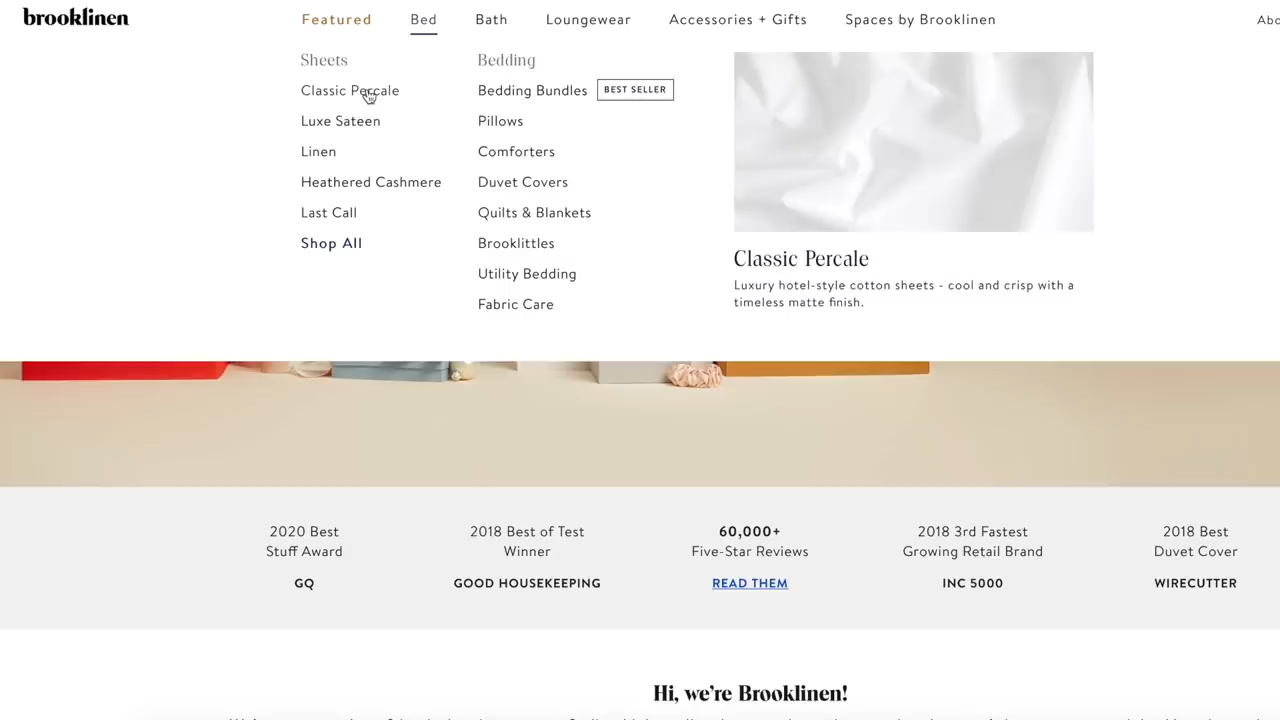 brooklinen
Featured
Bed
Bath
Loungewear
Accessories + Gifts
Spaces by Brooklinen
Sheets
Classic Percale
Luxe Sateen
Linen
Heathered Cashmere
Last Call
Shop All
Bedding
Bedding Bundles
BEST SELLER
Pillows
Comforters
Duvet Covers
Quilts & Blankets
Brooklittles
Utility Bedding
Fabric Care
Classic Percale
Luxury hotel-style cotton sheets - cool and crisp with a
timeless matte finish.
2020 Best
Stuff Award
GQ
2018 Best of Test
Winner
GOOD HOUSEKEEPING
60,000+
Five-Star Reviews
READ THEM
2018 3rd Fastest
Growing Retail Brand
INC 5000
2018 Best
Duvet Cover
WIRECUTTER
Hi, we're Brooklinen!